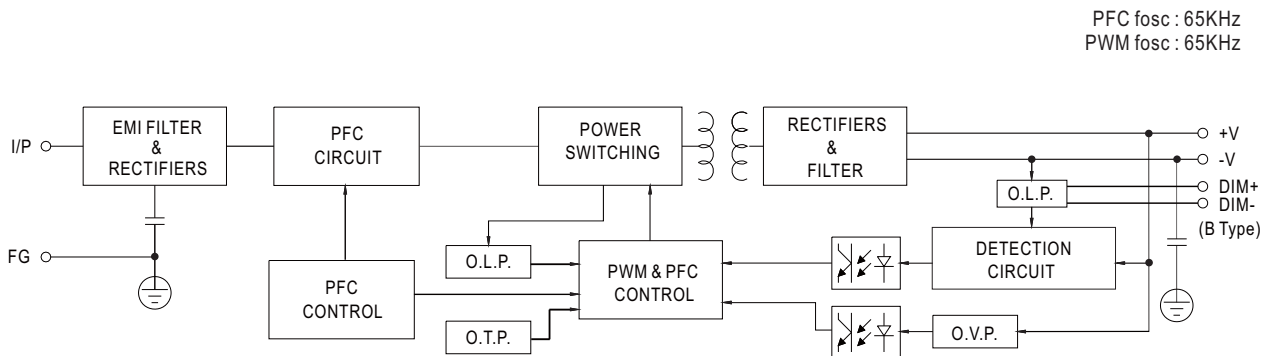 PFC fosc : 65KHz
PWM fosc : 65KHz
I/P
EMI FILTER
&
RECTIFIERS
PFC
CIRCUIT
POWER
SWITCHING
RECTIFIERS
&
FILTER
+V
-V
DIM+
DIM-
(B Type)
O.L.P.
FG
O.L.P.
PFC
CONTROL
PWM & PFC
CONTROL
DETECTION
CIRCUIT
O.T.P.
O.V.P.